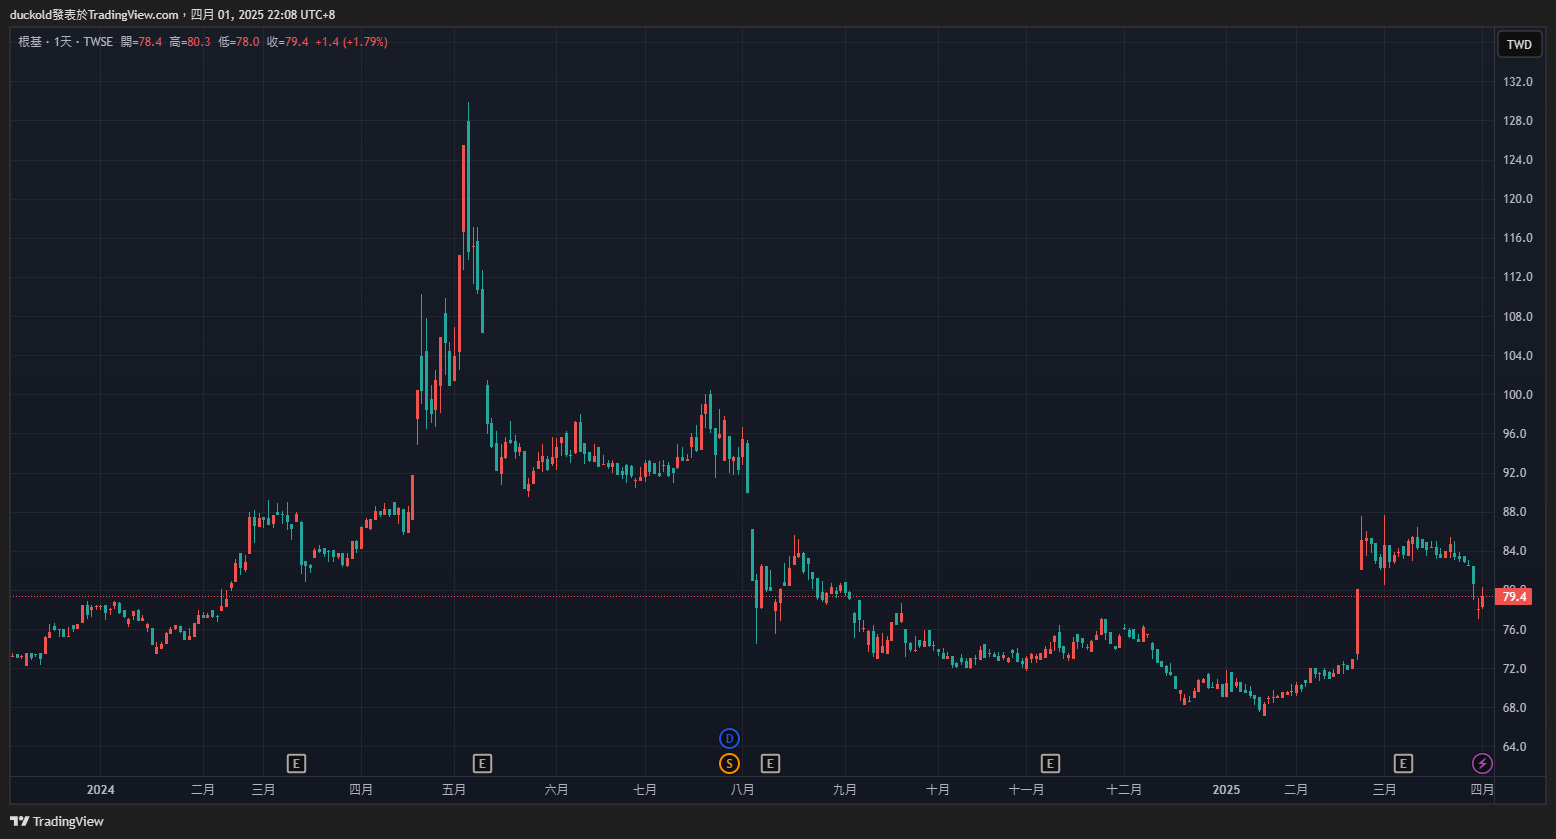 duckold發表於TradingView.com，四月 01, 2025 22:08 UTC+8
根基 · 1天 · TWSE 開=78.4 高=80.3 低=78.0 收=79.4 +1.4 (+1.79%)
TWD
132.0
128.0
124.0
120.0
116.0
112.0
108.0
104.0
100.0
96.0
92.0
88.0
84.0
80.0
79.4
76.0
72.0
68.0
64.0
D
E E S E E E
2024 二月 三月 四月 五月 六月 七月 八月 九月 十月 十一月 十二月 2025 二月 三月 四月
TradingView